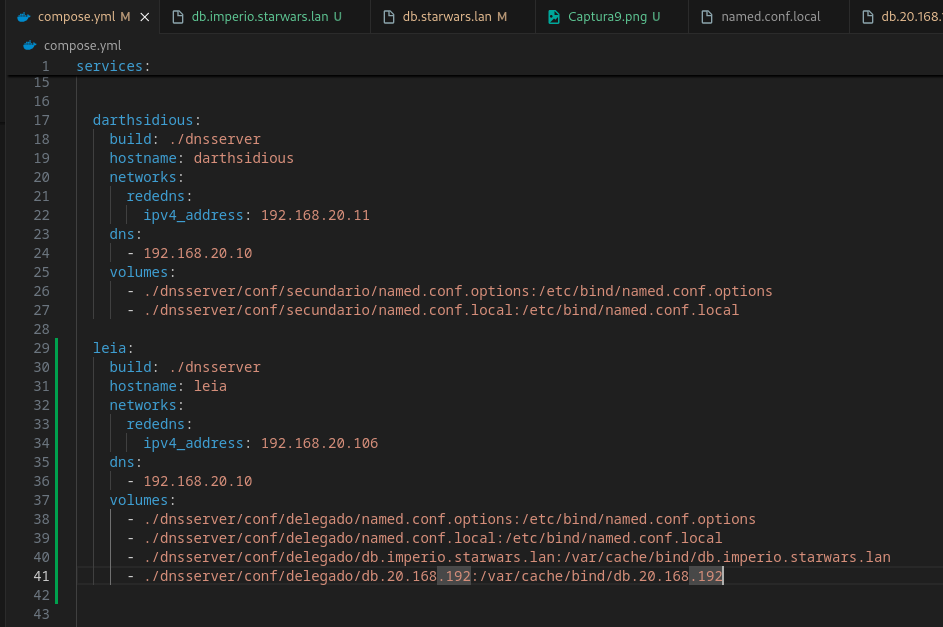 compose.yml M × db.imperio.starwars.lan U db.starwars.lan M Captura9.png U named.conf.local db.20.168.
compose.yml
1 services:
15
16
17 darthsidious:
18 build: ./dnsserver
19 hostname: darthsidious
20 networks:
21 rededns:
22 ipv4_address: 192.168.20.11
23 dns:
24 - 192.168.20.10
25 volumes:
26 - ./dnsserver/conf/secundario/named.conf.options:/etc/bind/named.conf.options
27 - ./dnsserver/conf/secundario/named.conf.local:/etc/bind/named.conf.local
28
29 leia:
30 build: ./dnsserver
31 hostname: leia
32 networks:
33 rededns:
34 ipv4_address: 192.168.20.106
35 dns:
36 - 192.168.20.10
37 volumes:
38 - ./dnsserver/conf/delegado/named.conf.options:/etc/bind/named.conf.options
39 - ./dnsserver/conf/delegado/named.conf.local:/etc/bind/named.conf.local
40 - ./dnsserver/conf/delegado/db.imperio.starwars.lan:/var/cache/bind/db.imperio.starwars.lan
41 - ./dnsserver/conf/delegado/db.20.168.192:/var/cache/bind/db.20.168.192
42
43